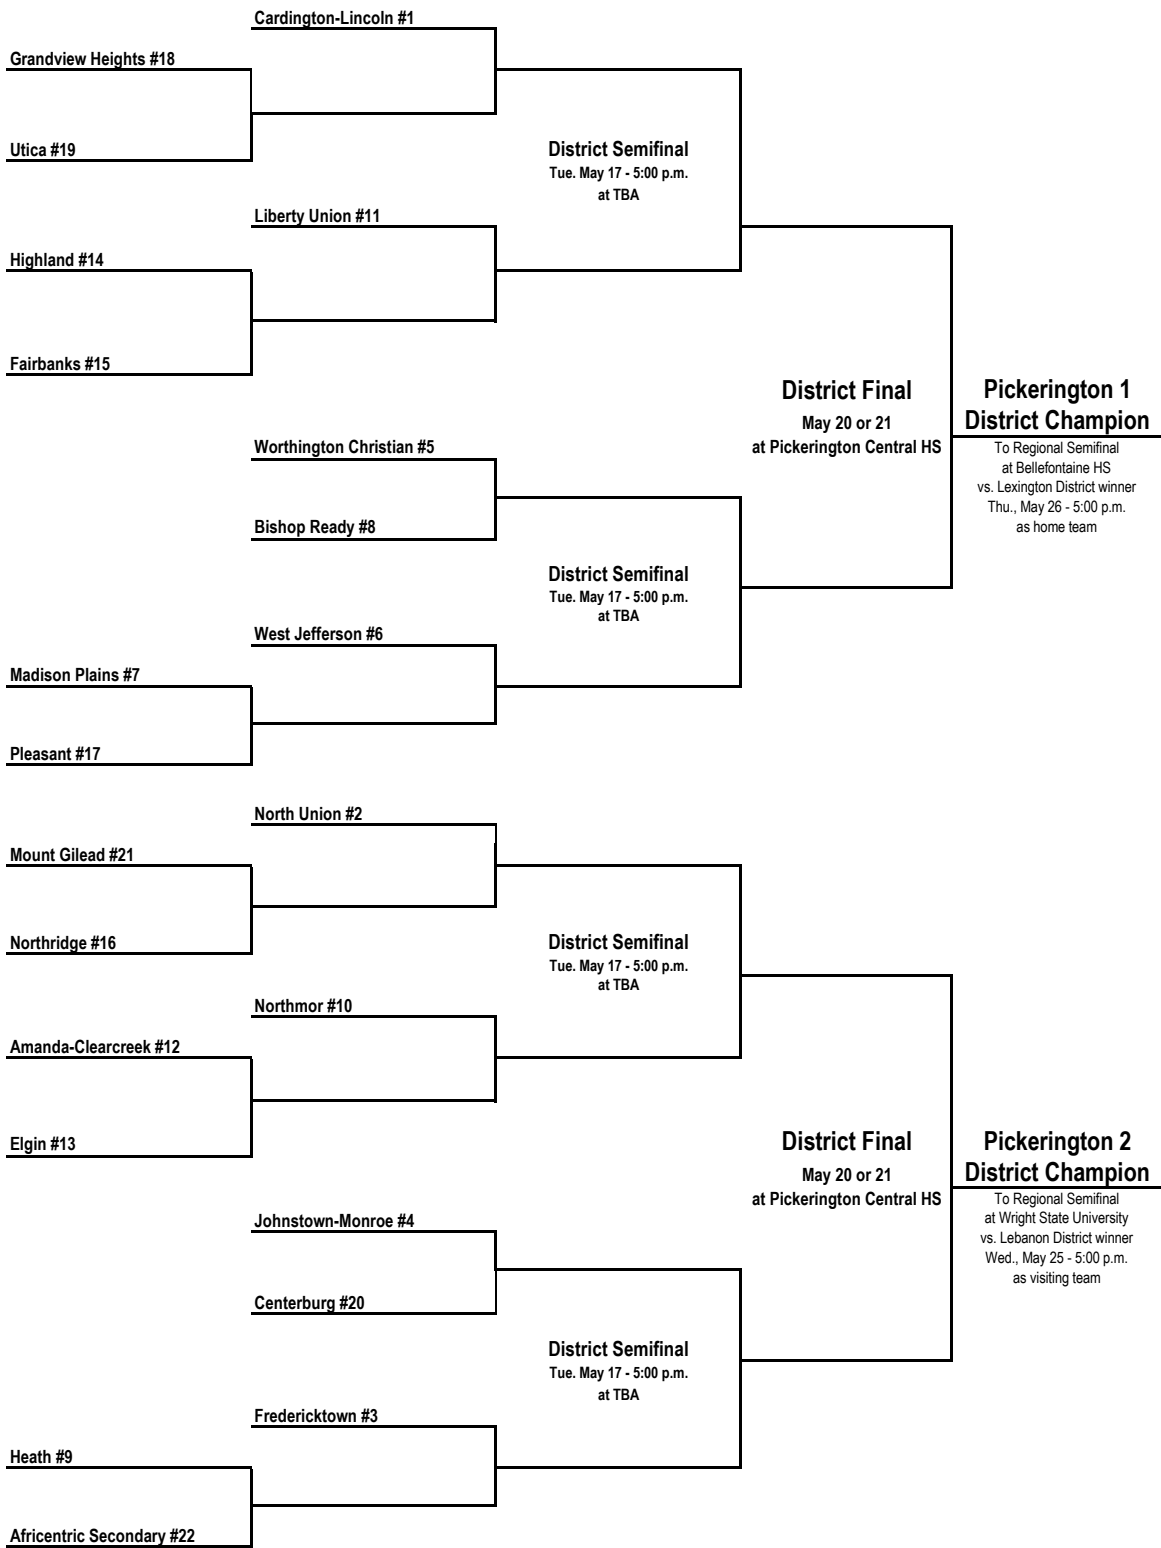 Cardington-Lincoln #1
Grandview Heights #18
Utica #19
District Semifinal
Tue. May 17 - 5:00 p.m.
at TBA
Liberty Union #11
Highland #14
Fairbanks #15
District Final
May 20 or 21
at Pickerington Central HS
Pickerington 1
District Champion
To Regional Semifinal
at Bellefontaine HS
vs. Lexington District winner
Thu., May 26 - 5:00 p.m.
as home team
Worthington Christian #5
Bishop Ready #8
District Semifinal
Tue. May 17 - 5:00 p.m.
at TBA
West Jefferson #6
Madison Plains #7
Pleasant #17
North Union #2
Mount Gilead #21
Northridge #16
District Semifinal
Tue. May 17 - 5:00 p.m.
at TBA
Northmor #10
Amanda-Clearcreek #12
Elgin #13
District Final
May 20 or 21
at Pickerington Central HS
Pickerington 2
District Champion
To Regional Semifinal
at Wright State University
vs. Lebanon District winner
Wed., May 25 - 5:00 p.m.
as visiting team
Johnstown-Monroe #4
Centerburg #20
District Semifinal
Tue. May 17 - 5:00 p.m.
at TBA
Fredericktown #3
Heath #9
Africentric Secondary #22